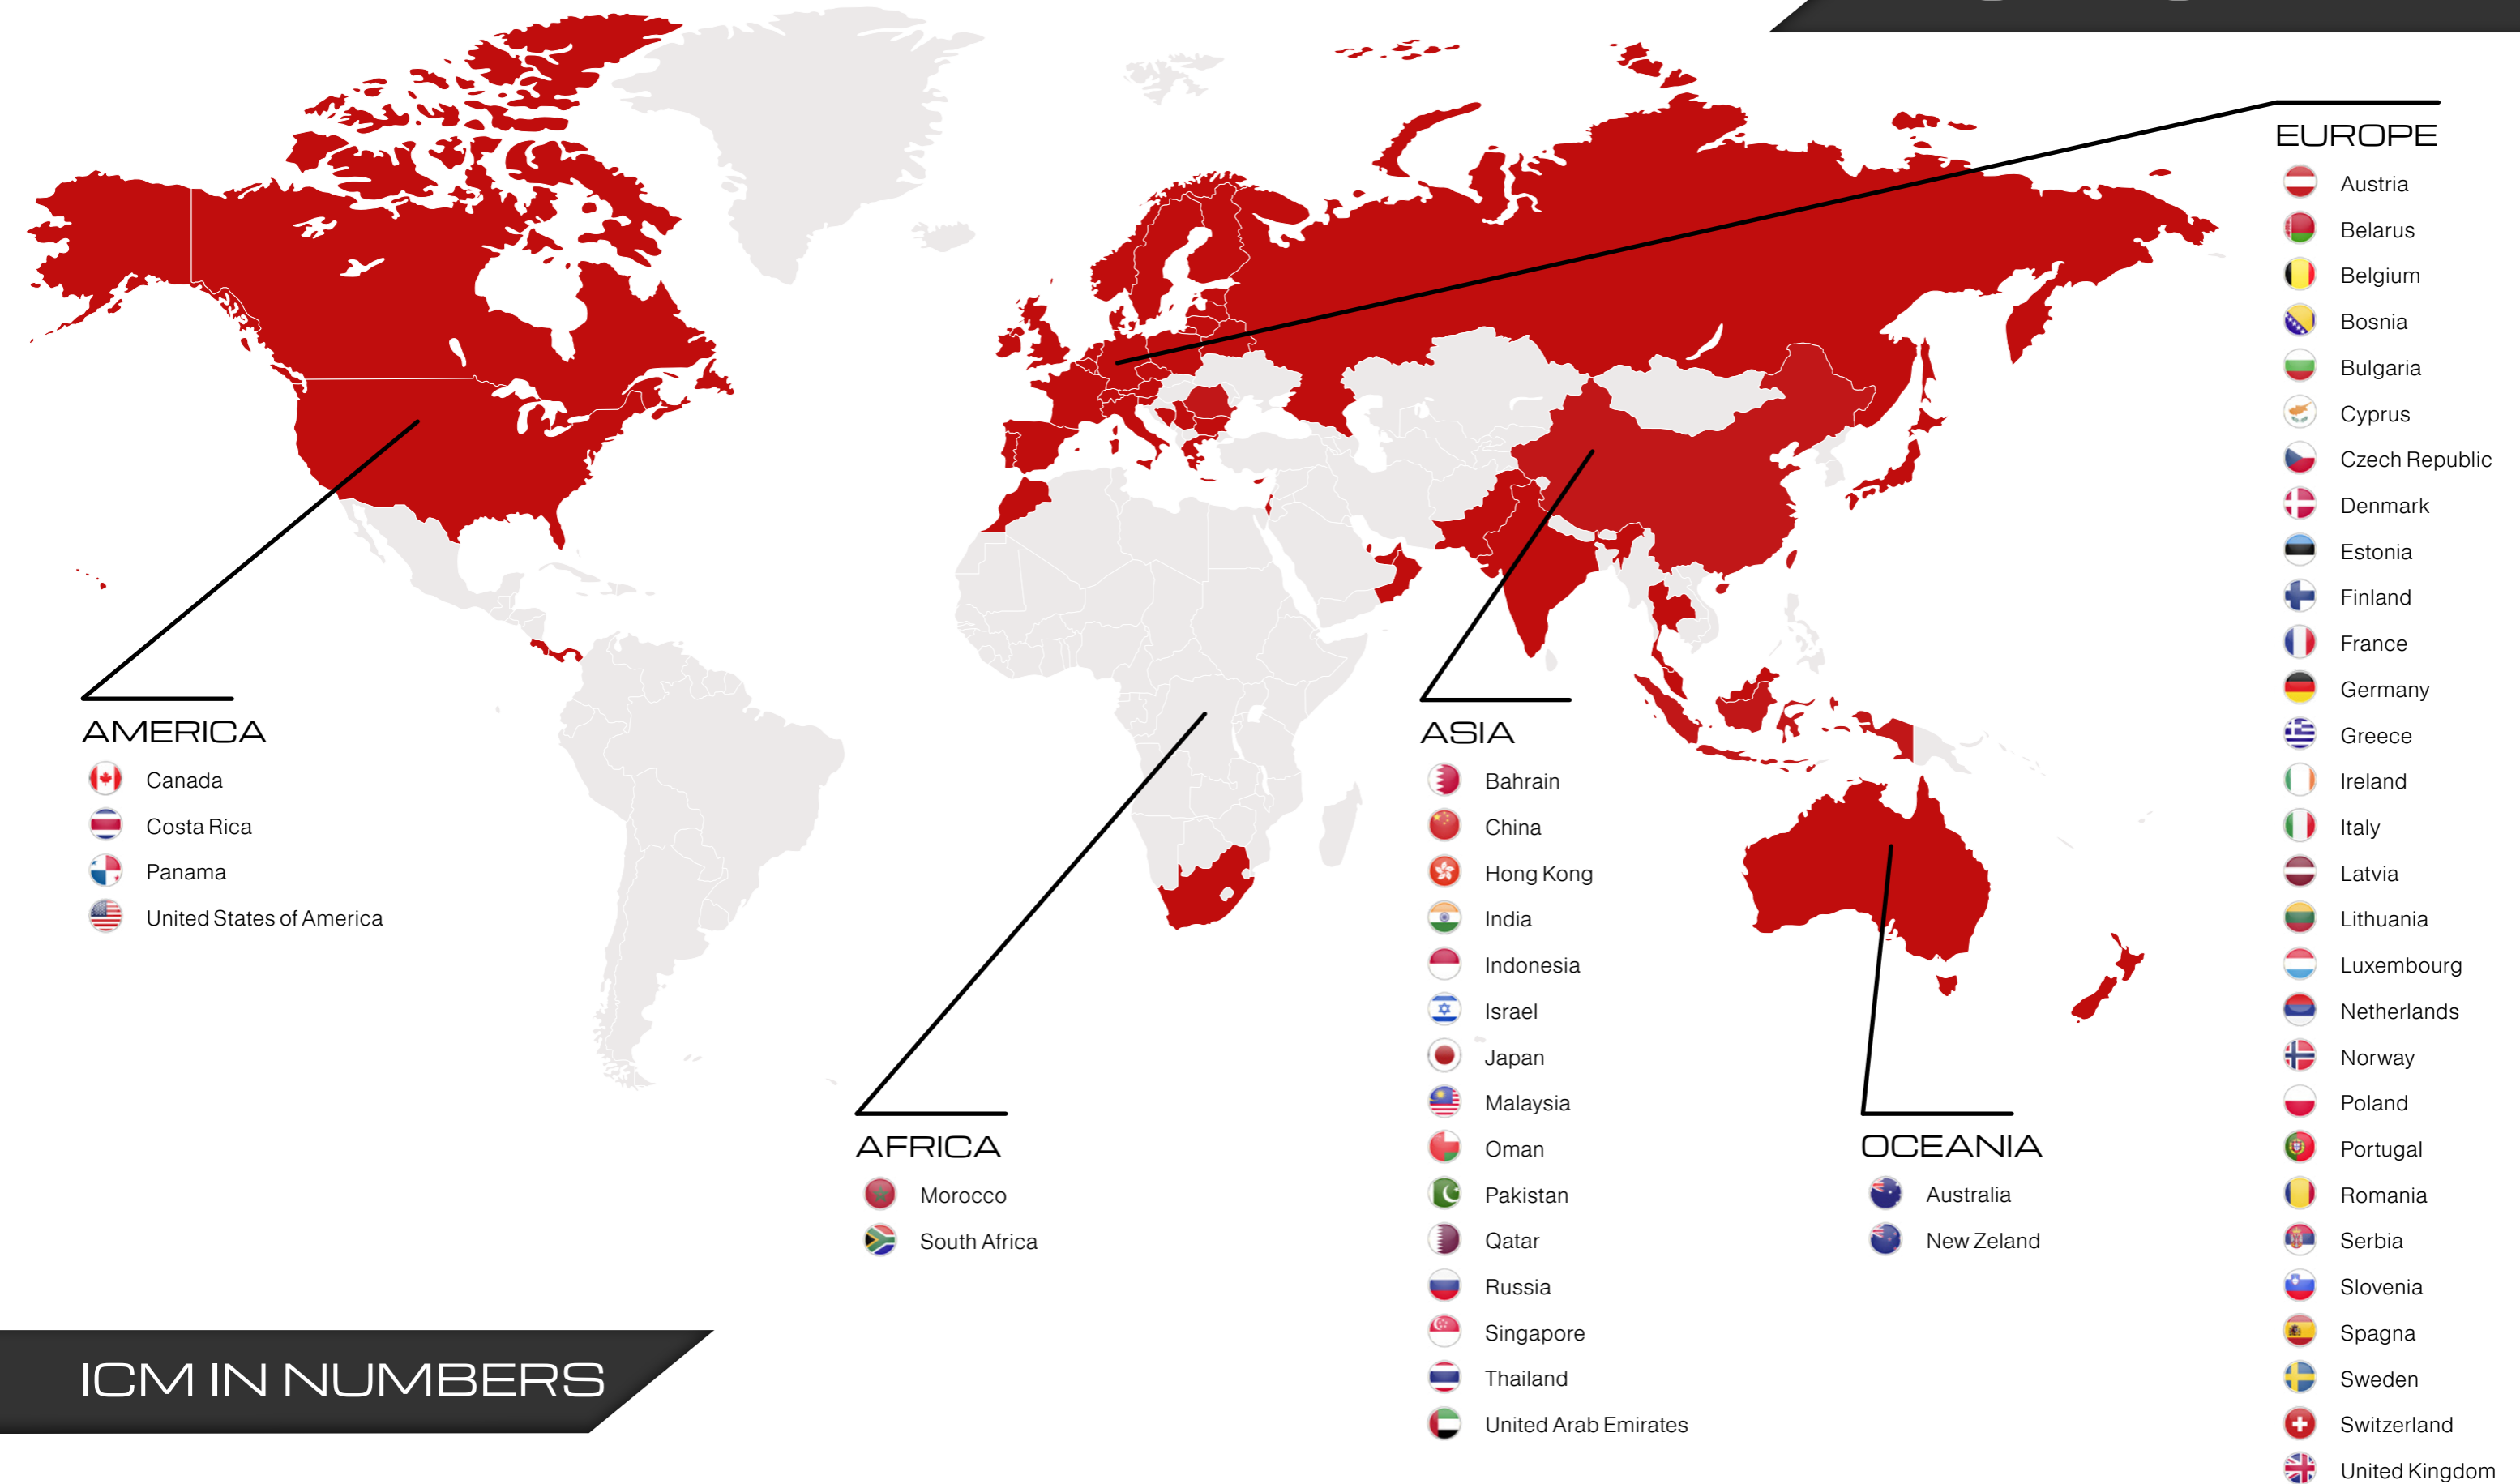 EUROPE
Austria
Belarus
Belgium
Bosnia
Bulgaria
Cyprus
Czech Republic
Denmark
Estonia
Finland
France
Germany
Greece
Ireland
Italy
Latvia
Lithuania
Luxembourg
Netherlands
Norway
Poland
Portugal
Romania
Serbia
Slovenia
Spagna
Sweden
Switzerland
United Kingdom
AMERICA
Canada
Costa Rica
Panama
United States of America
ASIA
Bahrain
China
Hong Kong
India
Indonesia
Israel
Japan
Malaysia
Oman
Pakistan
Qatar
Russia
Singapore
Thailand
United Arab Emirates
AFRICA
Morocco
South Africa
OCEANIA
Australia
New Zeland
ICM IN NUMBERS